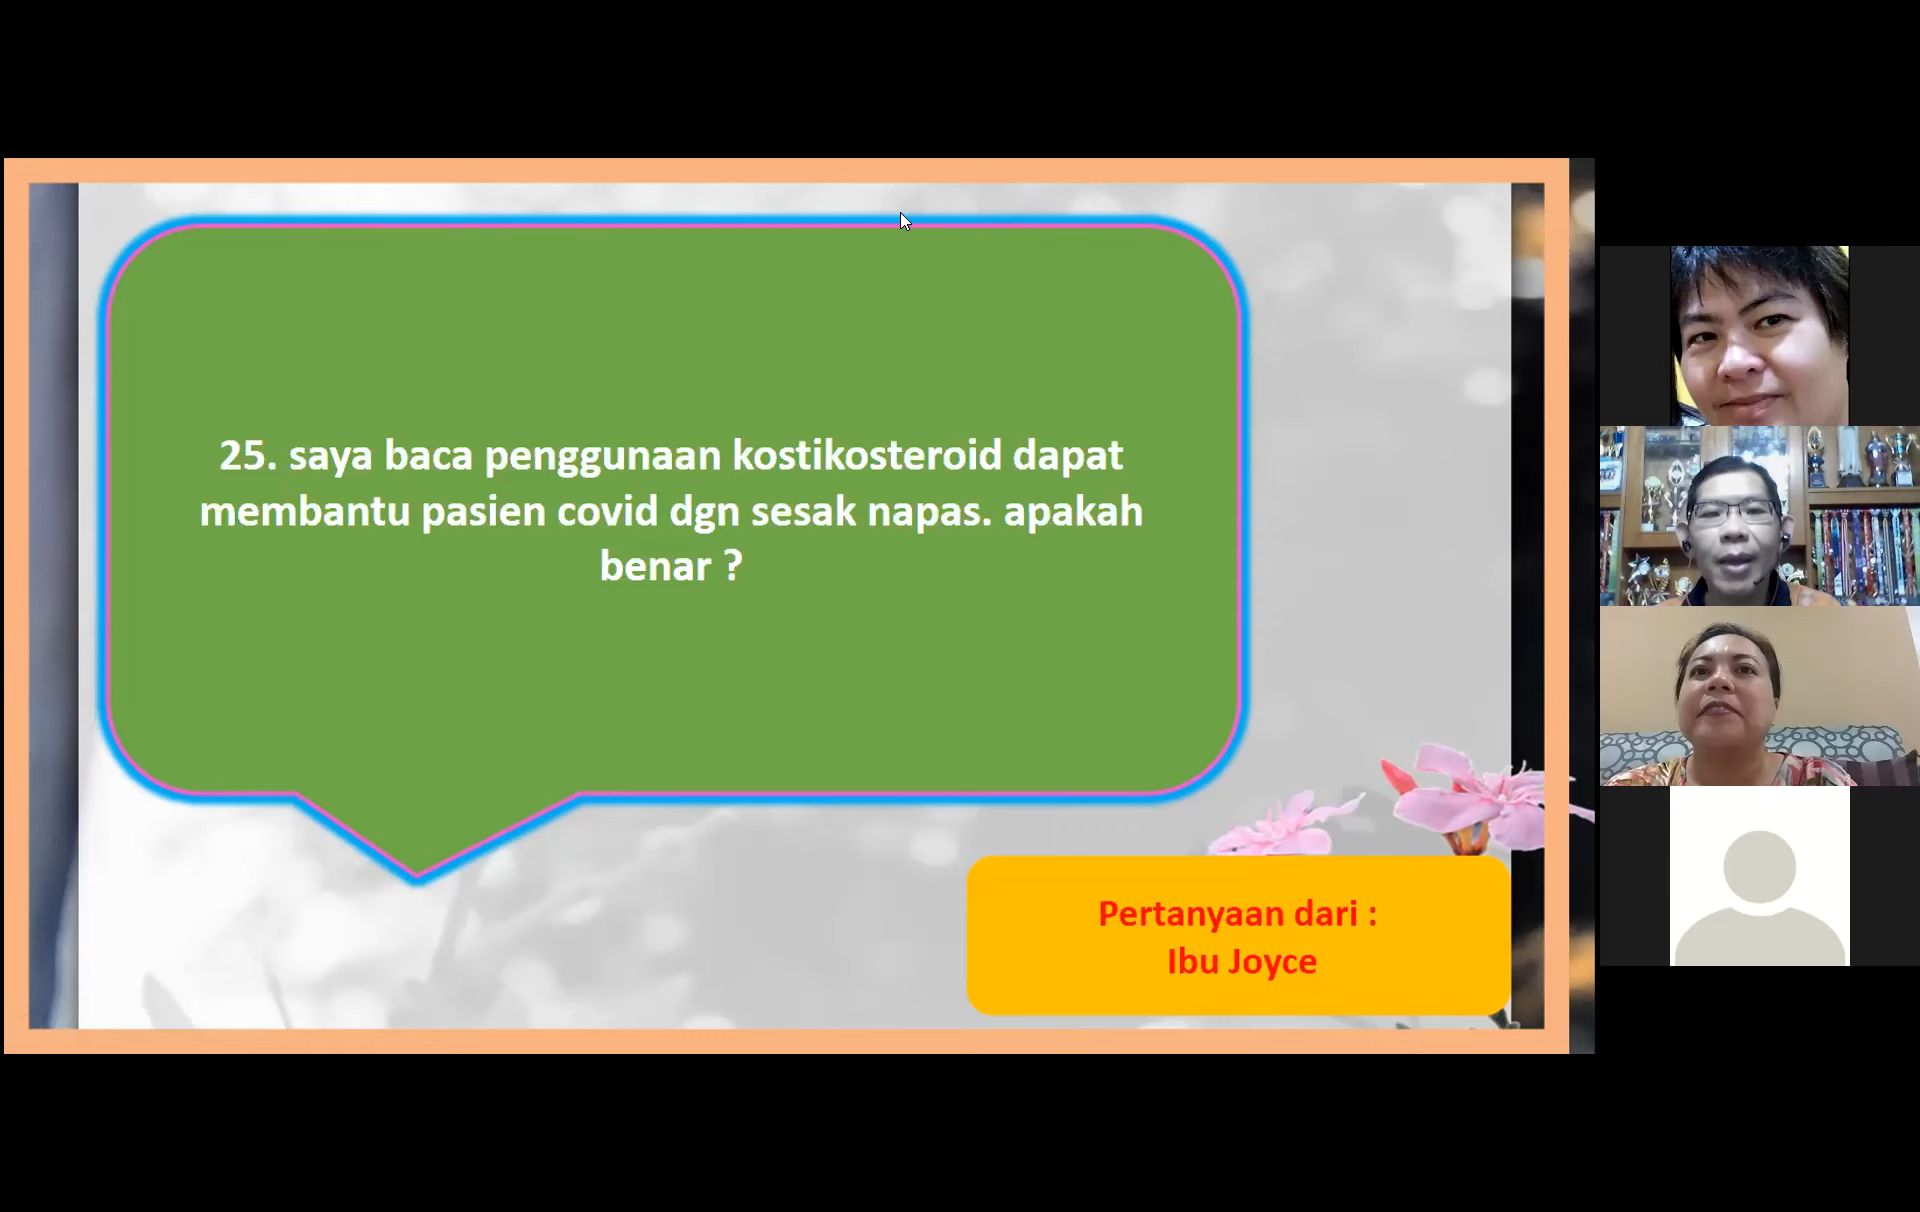 25. saya baca penggunaan kostikosteroid dapat
membantu pasien covid dgn sesak napas. apakah
benar ?
Pertanyaan dari :
Ibu Joyce